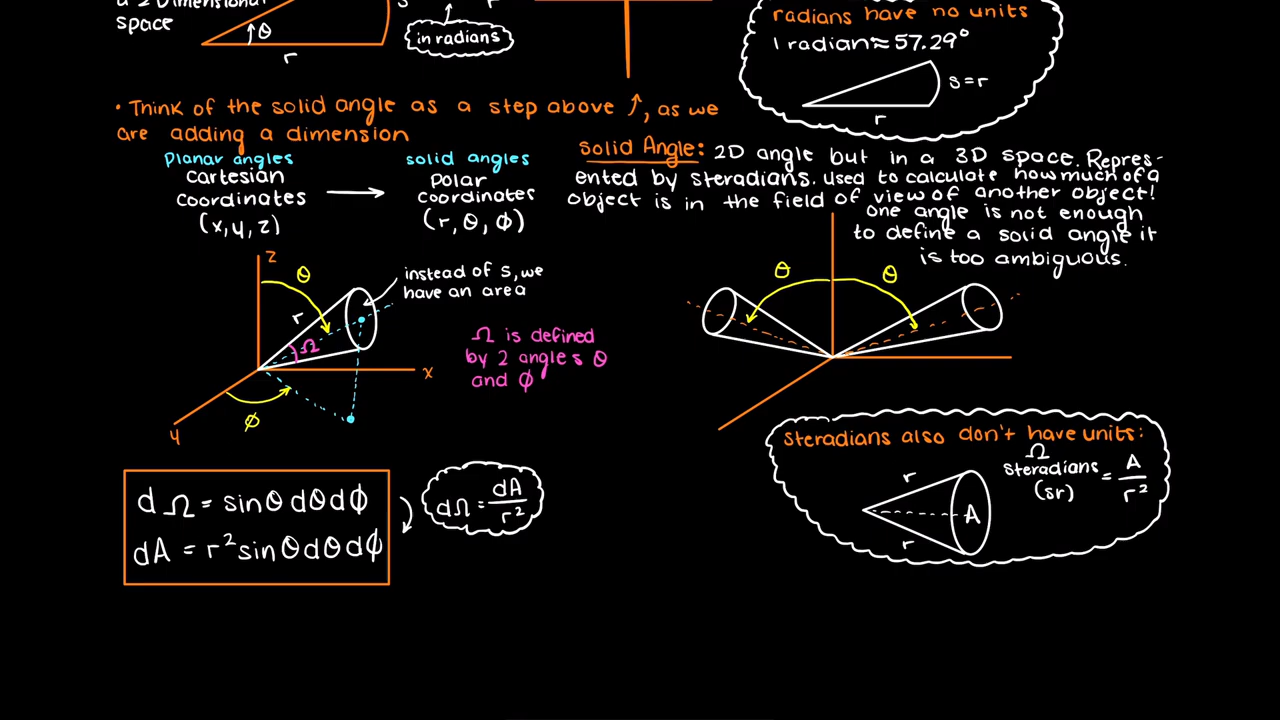 a 2 Dimensional
space
θ
r
s
r
in radians
radians have no units
1 radian ≈ 57.29°
s=r
r
• Think of the solid angle as a step above ↑, as we
are adding a dimension
Planar angles
cartesian
coordinates
(x,y,z)
→
solid angles
polar
coordinates
(r, θ, ϕ)
Solid Angle: 2D angle but in a 3D space. Repres-
ented by steradians. Used to calculate how much of a
object is in the field of view of another object!
one angle is not enough
to define a solid angle it
is too ambiguous.
z
θ
r
Ω
x
ϕ
y
instead of s, we
have an area
Ω is defined
by 2 angles θ
and ϕ
θ
θ
dΩ = sinθ dθ dϕ
dA = r² sinθ dθ dϕ
dΩ = dA/r²
Steradians also don't have units:
Ω
steradians = A/r²
(sr)
r
A
r